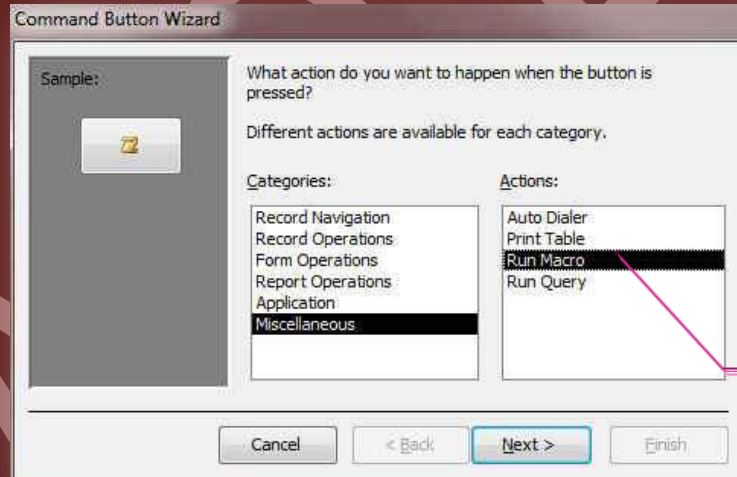 Command Button Wizard
Sample:
What action do you want to happen when the button is
pressed?
Different actions are available for each category.
Categories:
Actions:
Record Navigation
Record Operations
Form Operations
Report Operations
Application
Miscellaneous
Auto Dialer
Print Table
Run Macro
Run Query
Cancel
< Back
Next >
Finish